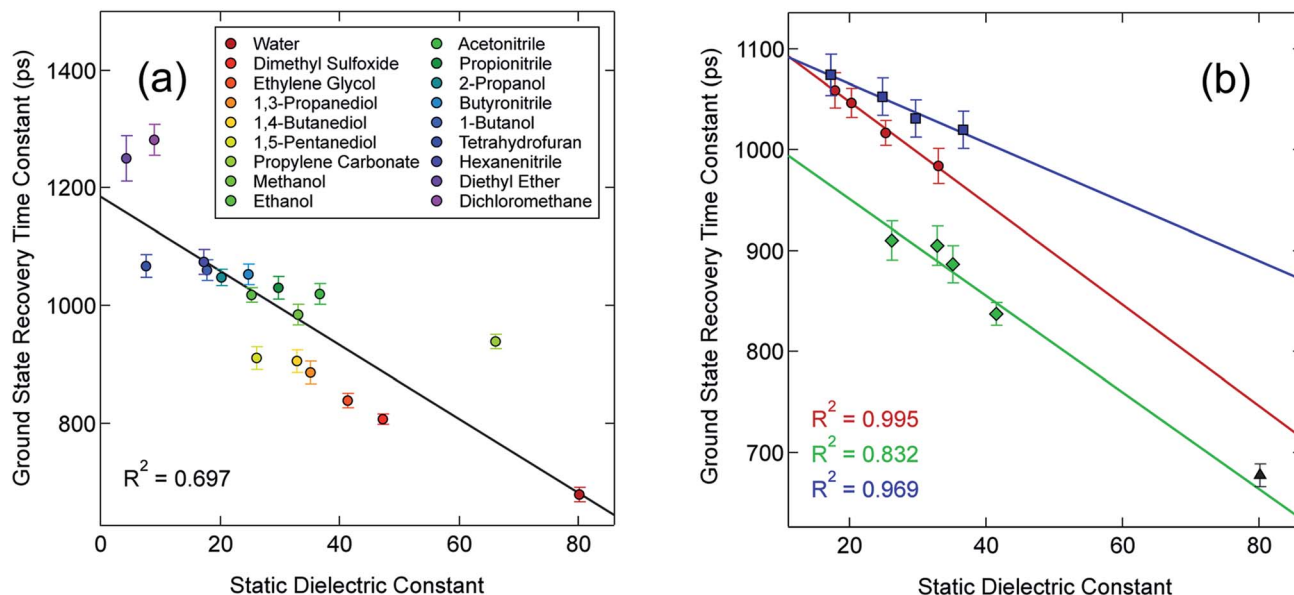 (a)
Water
Dimethyl Sulfoxide
Ethylene Glycol
1,3-Propanediol
1,4-Butanediol
1,5-Pentanediol
Propylene Carbonate
Methanol
Ethanol
Acetonitrile
Propionitrile
2-Propanol
Butyronitrile
1-Butanol
Tetrahydrofuran
Hexanenitrile
Diethyl Ether
Dichloromethane
Ground State Recovery Time Constant (ps)
1400
1200
1000
800
R² = 0.697
0 20 40 60 80
Static Dielectric Constant
(b)
Ground State Recovery Time Constant (ps)
1100
1000
900
800
700
R² = 0.995
R² = 0.832
R² = 0.969
20 40 60 80
Static Dielectric Constant